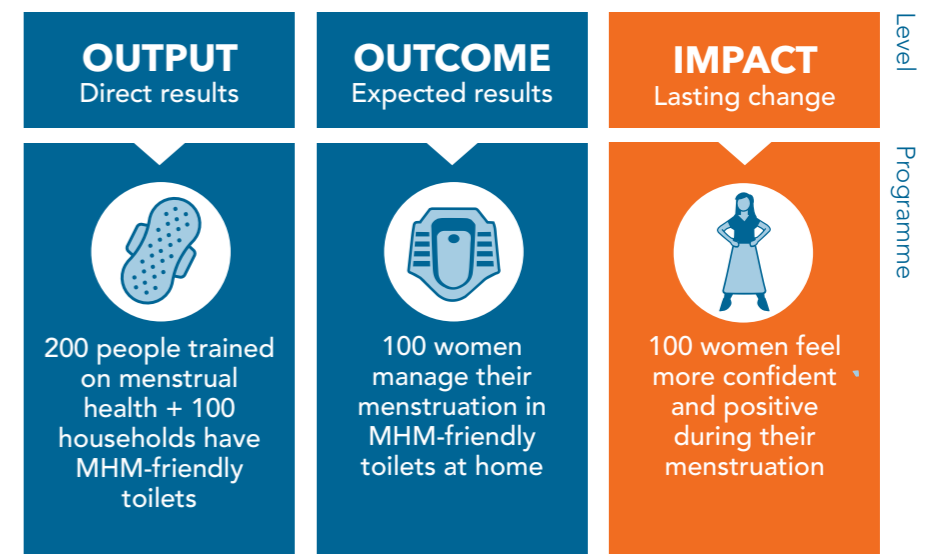 OUTPUT
Direct results
OUTCOME
Expected results
IMPACT
Lasting change
Level
200 people trained
on menstrual
health + 100
households have
MHM-friendly
toilets
100 women
manage their
menstruation in
MHM-friendly
toilets at home
100 women feel
more confident
and positive
during their
menstruation
Programme